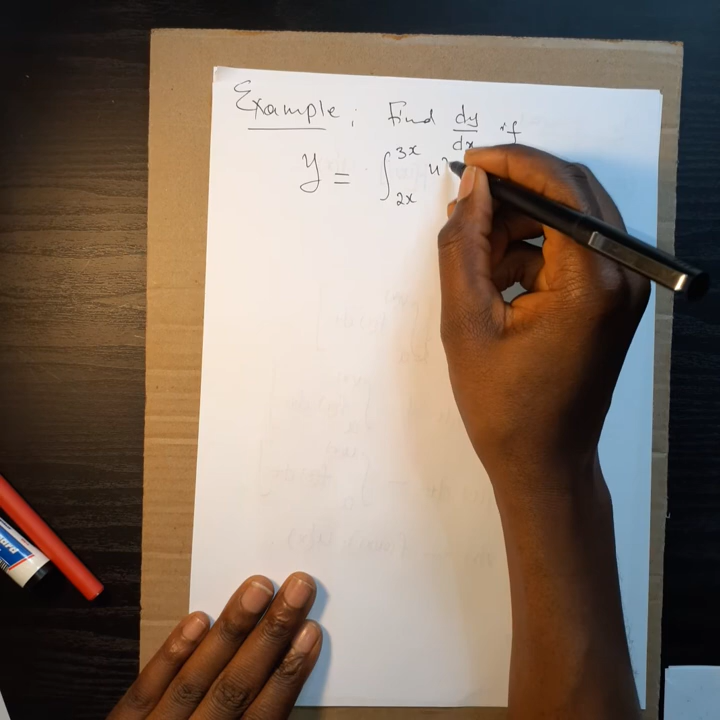 Example; Find dy/dx if
y = ∫_{2x}^{3x} u